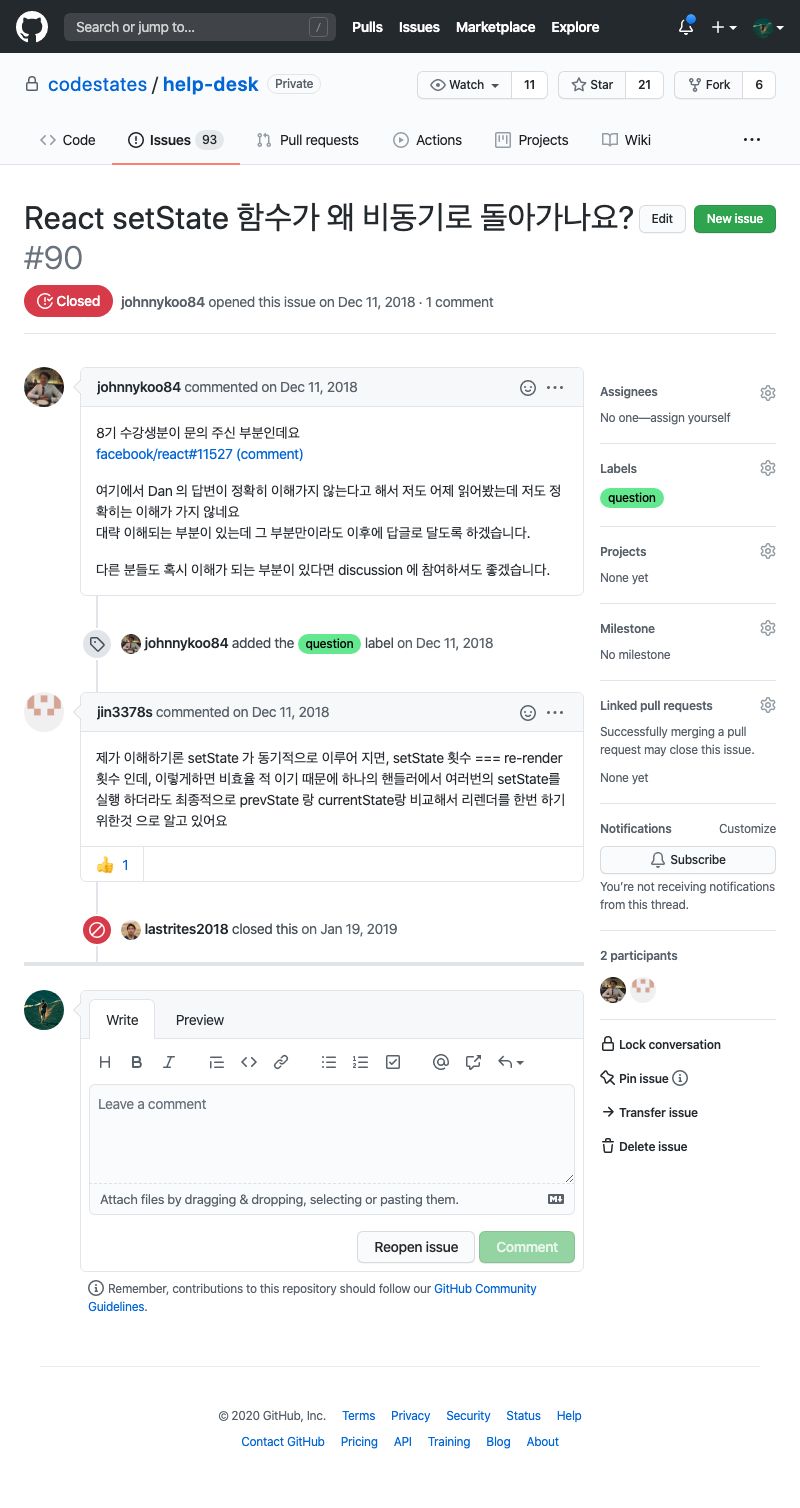 Search or jump to...
/
Pulls
Issues
Marketplace
Explore
codestates / help-desk
Private
Watch
11
Star
21
Fork
6
Code
Issues 93
Pull requests
Actions
Projects
Wiki
React setState 함수가 왜 비동기로 돌아가나요?
#90
Edit
New issue
Closed
johnnykoo84 opened this issue on Dec 11, 2018 · 1 comment
johnnykoo84 commented on Dec 11, 2018
8기 수강생분이 문의 주신 부분인데요
facebook/react#11527 (comment)
여기에서 Dan 의 답변이 정확히 이해가지 않는다고 해서 저도 어제 읽어봤는데 저도 정
확히는 이해가 가지 않네요
대략 이해되는 부분이 있는데 그 부분만이라도 이후에 답글로 달도록 하겠습니다.
다른 분들도 혹시 이해가 되는 부분이 있다면 discussion 에 참여하셔도 좋겠습니다.
johnnykoo84 added the question label on Dec 11, 2018
jin3378s commented on Dec 11, 2018
제가 이해하기론 setState 가 동기적으로 이루어 지면, setState 횟수 === re-render
횟수 인데, 이렇게하면 비효율 적 이기 때문에 하나의 핸들러에서 여러번의 setState를
실행 하더라도 최종적으로 prevState 랑 currentState랑 비교해서 리렌더를 한번 하기
위한것 으로 알고 있어요
👍 1
lastrites2018 closed this on Jan 19, 2019
Write
Preview
H B I
Leave a comment
Attach files by dragging & dropping, selecting or pasting them.
Reopen issue
Comment
Remember, contributions to this repository should follow our GitHub Community
Guidelines.
Assignees
No one—assign yourself
Labels
question
Projects
None yet
Milestone
No milestone
Linked pull requests
Successfully merging a pull
request may close this issue.
None yet
Notifications
Customize
Subscribe
You're not receiving notifications
from this thread.
2 participants
Lock conversation
Pin issue
Transfer issue
Delete issue
© 2020 GitHub, Inc.
Terms
Privacy
Security
Status
Help
Contact GitHub
Pricing
API
Training
Blog
About